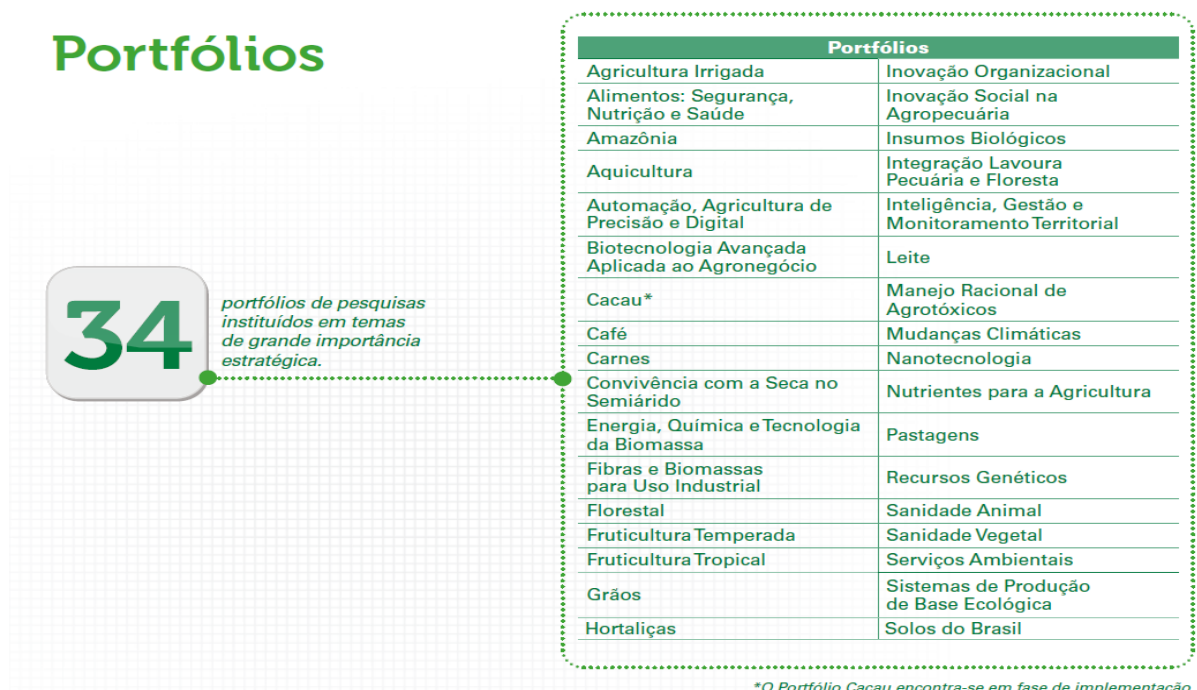 Portfólios
34
portfólios de pesquisas
instituídos em temas
de grande importância
estratégica.
Portfólios
Agricultura Irrigada
Inovação Organizacional
Alimentos: Segurança,
Nutrição e Saúde
Inovação Social na
Agropecuária
Amazônia
Insumos Biológicos
Aquicultura
Integração Lavoura
Pecuária e Floresta
Automação, Agricultura de
Precisão e Digital
Inteligência, Gestão e
Monitoramento Territorial
Biotecnologia Avançada
Aplicada ao Agronegócio
Leite
Cacau*
Manejo Racional de
Agrotóxicos
Café
Mudanças Climáticas
Carnes
Nanotecnologia
Convivência com a Seca no
Semiárido
Nutrientes para a Agricultura
Energia, Química e Tecnologia
da Biomassa
Pastagens
Fibras e Biomassas
para Uso Industrial
Recursos Genéticos
Florestal
Sanidade Animal
Fruticultura Temperada
Sanidade Vegetal
Fruticultura Tropical
Serviços Ambientais
Grãos
Sistemas de Produção
de Base Ecológica
Hortaliças
Solos do Brasil
*O Portfólio Cacau encontra-se em fase de implementação